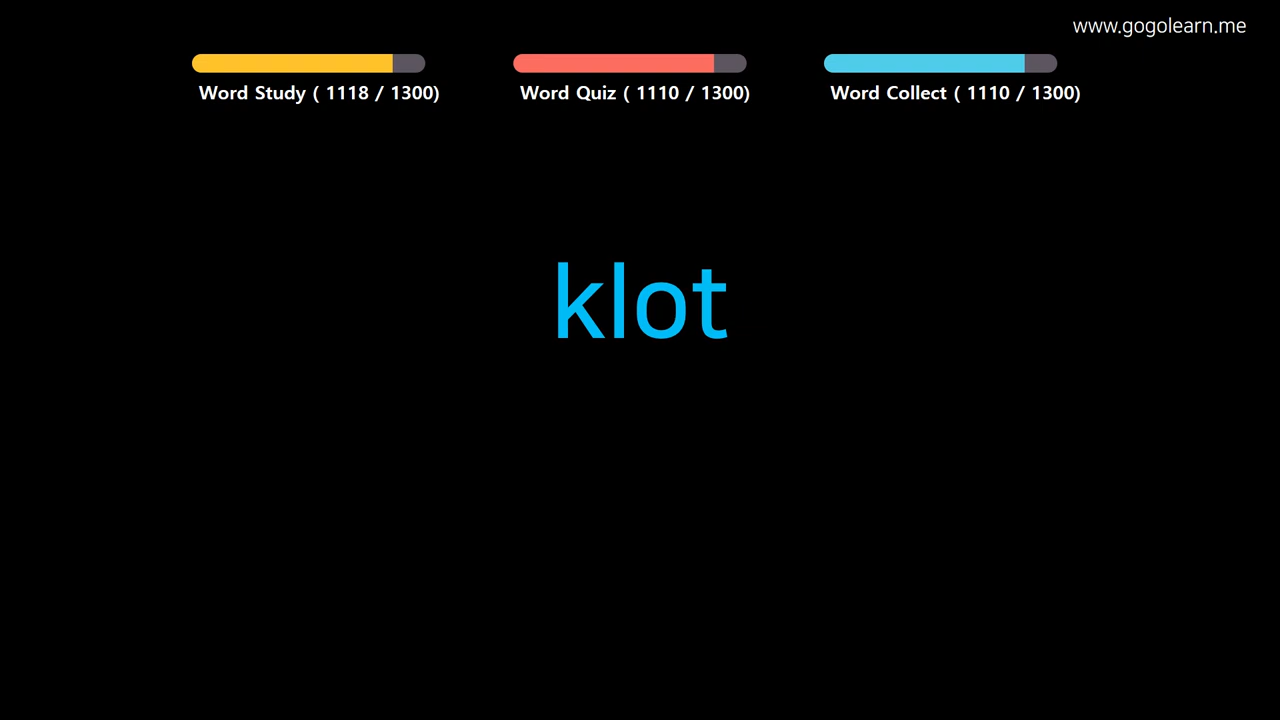 www.gogolearn.me
Word Study ( 1118 / 1300)
Word Quiz ( 1110 / 1300)
Word Collect ( 1110 / 1300)
klot